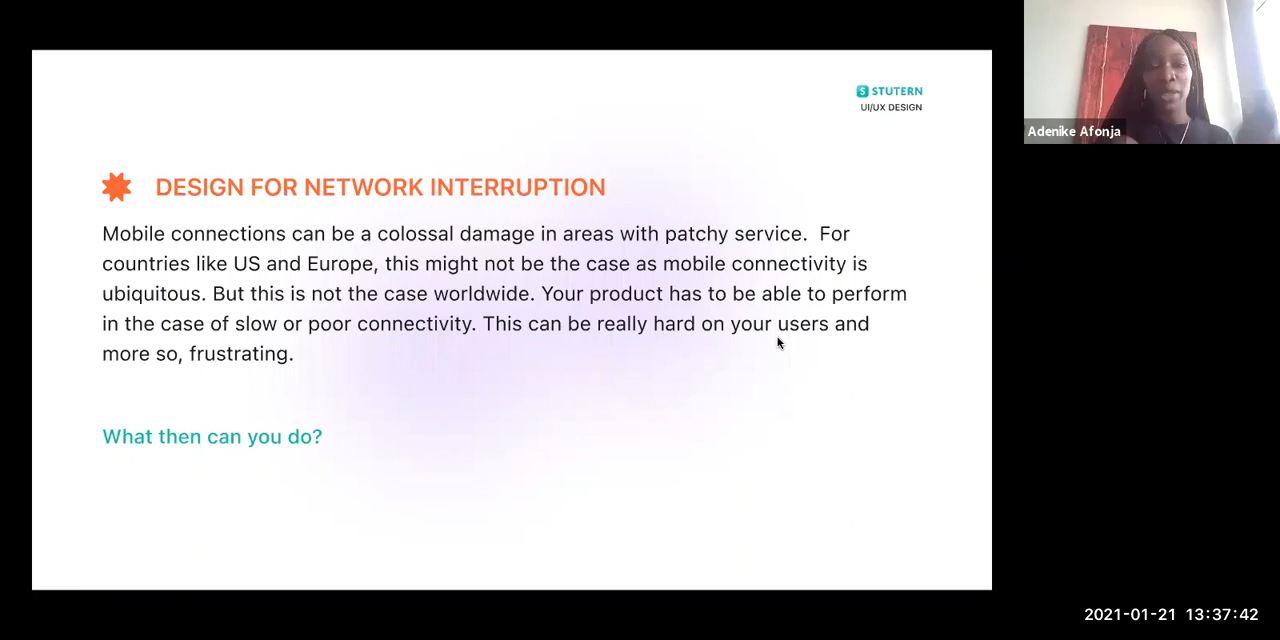 STUTERN
UI/UX DESIGN
Adenike Afonja
DESIGN FOR NETWORK INTERRUPTION
Mobile connections can be a colossal damage in areas with patchy service.  For
countries like US and Europe, this might not be the case as mobile connectivity is
ubiquitous. But this is not the case worldwide. Your product has to be able to perform
in the case of slow or poor connectivity. This can be really hard on your users and
more so, frustrating.
What then can you do?
2021-01-21 13:37:42